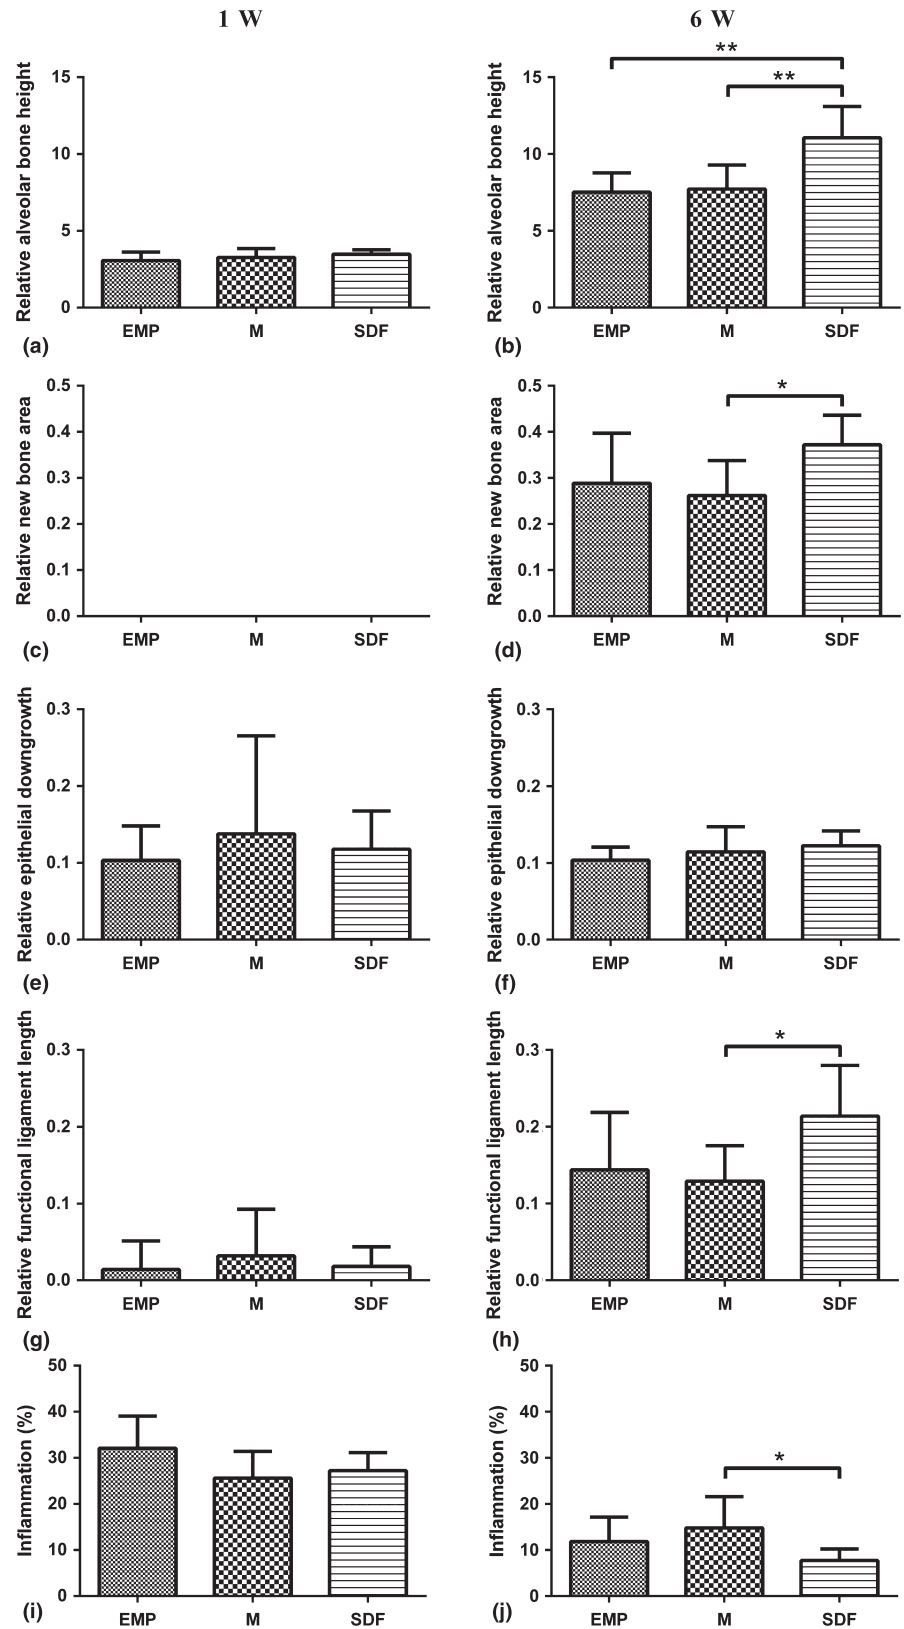 1 W
6 W
Relative alveolar bone height
15
10
5
0
EMP M SDF
(a)
Relative alveolar bone height
15
10
5
0
**
**
EMP M SDF
(b)
Relative new bone area
0.5
0.4
0.3
0.2
0.1
0.0
EMP M SDF
(c)
Relative new bone area
0.5
0.4
0.3
0.2
0.1
0.0
*
EMP M SDF
(d)
Relative epithelial downgrowth
0.3
0.2
0.1
0.0
EMP M SDF
(e)
Relative epithelial downgrowth
0.3
0.2
0.1
0.0
EMP M SDF
(f)
Relative functional ligament length
0.3
0.2
0.1
0.0
EMP M SDF
(g)
Relative functional ligament length
0.3
0.2
0.1
0.0
*
EMP M SDF
(h)
Inflammation (%)
50
40
30
20
10
0
EMP M SDF
(i)
Inflammation (%)
50
40
30
20
10
0
*
EMP M SDF
(j)